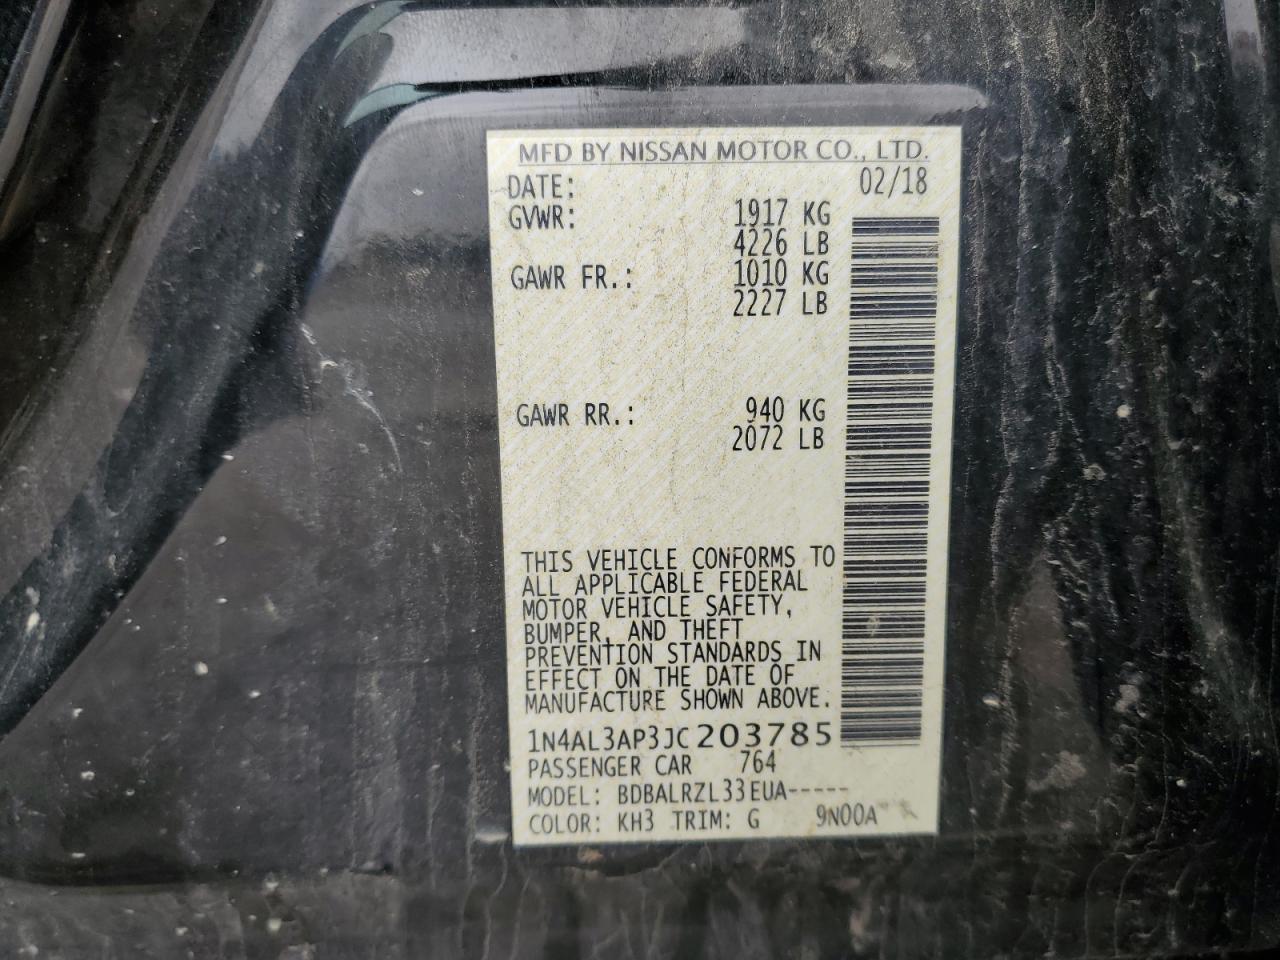 MFD BY NISSAN MOTOR CO., LTD.
DATE: 02/18
GVWR: 1917 KG
4226 LB
GAWR FR.: 1010 KG
2227 LB
GAWR RR.: 940 KG
2072 LB
THIS VEHICLE CONFORMS TO
ALL APPLICABLE FEDERAL
MOTOR VEHICLE SAFETY,
BUMPER, AND THEFT
PREVENTION STANDARDS IN
EFFECT ON THE DATE OF
MANUFACTURE SHOWN ABOVE.
1N4AL3AP3JC203785
PASSENGER CAR 764
MODEL: BDBALRZL33EUA-----
COLOR: KH3 TRIM: G 9N00A